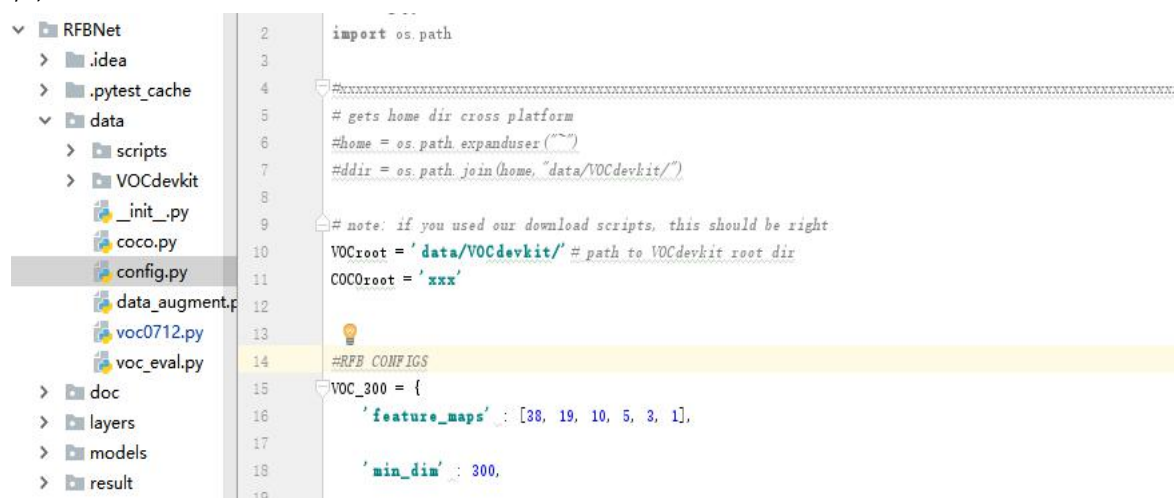 RFBNet
.idea
.pytest_cache
data
scripts
VOCdevkit
__init__.py
coco.py
config.py
data_augment.p
voc0712.py
voc_eval.py
doc
layers
models
result
2 import os.path
3
4
5 # gets home dir cross platform
6 #home = os.path.expanduser("~")
7 #ddir = os.path.join(home,"data/VOCdevkit/")
8
9 # note: if you used our download scripts, this should be right
10 VOCroot = 'data/VOCdevkit/' # path to VOCdevkit root dir
11 COCOroot = 'xxx'
12
13
14 #RFB CONFIGS
15 VOC_300 = {
16 'feature_maps' : [38, 19, 10, 5, 3, 1],
17
18 'min_dim' : 300,